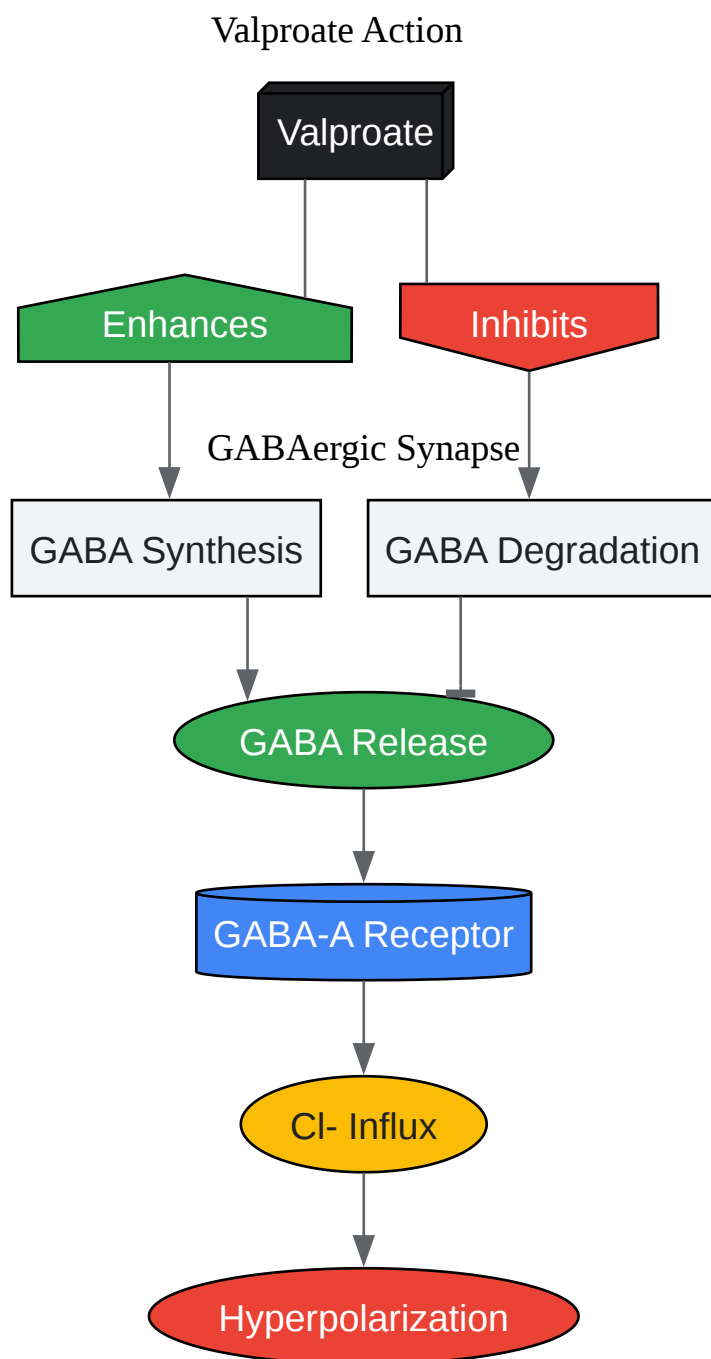 Valproate Action
Valproate
Enhances
Inhibits
GABAergic Synapse
GABA Synthesis
GABA Degradation
GABA Release
GABA-A Receptor
Cl- Influx
Hyperpolarization